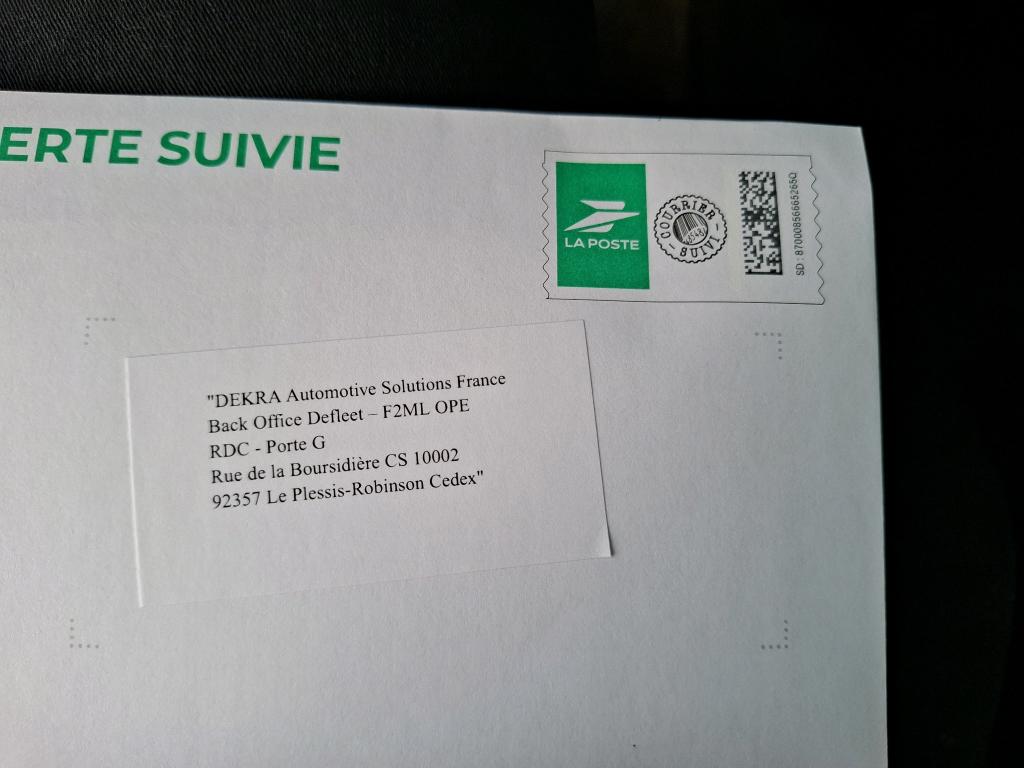 ERTE SUIVIE
LA POSTE
COURRIER
SUIVI
SD : 870008566665265Q
"DEKRA Automotive Solutions France
Back Office Defleet – F2ML OPE
RDC - Porte G
Rue de la Boursidière CS 10002
92357 Le Plessis-Robinson Cedex"